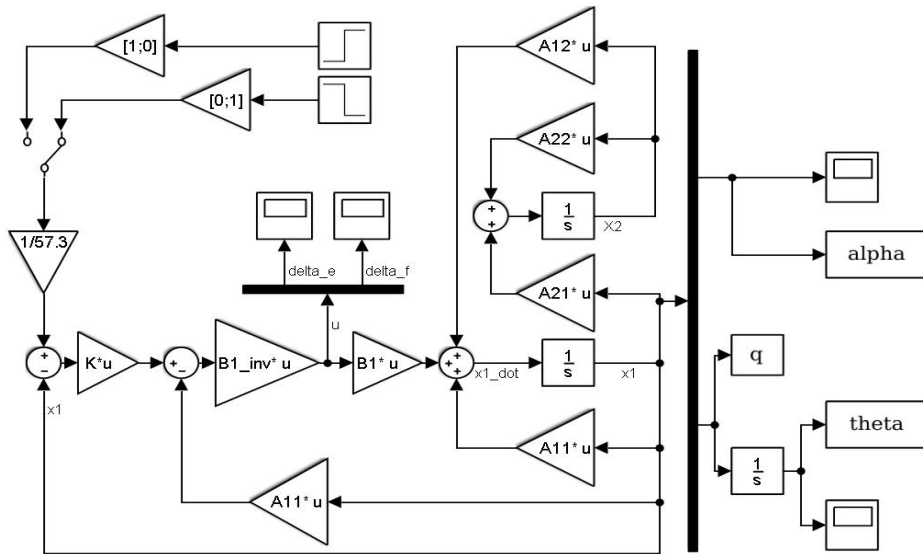 [1;0]
A12* u
[0;1]
A22* u
1/57.3
+
+
1
s
X2
alpha
delta_e
delta_f
A21* u
u
+
−
K*u
+
−
B1_inv* u
B1* u
+
+
+
x1_dot
1
s
x1
q
x1
A11* u
1
s
theta
A11* u